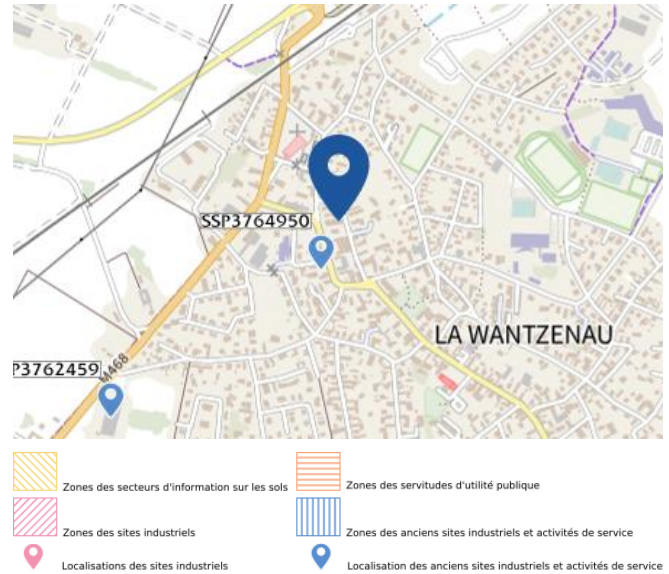 SSP3764950
LA WANTZENAU
P3762459
M468
Zones des secteurs d'information sur les sols
Zones des servitudes d'utilité publique
Zones des sites industriels
Zones des anciens sites industriels et activités de service
Localisations des sites industriels
Localisation des anciens sites industriels et activités de service